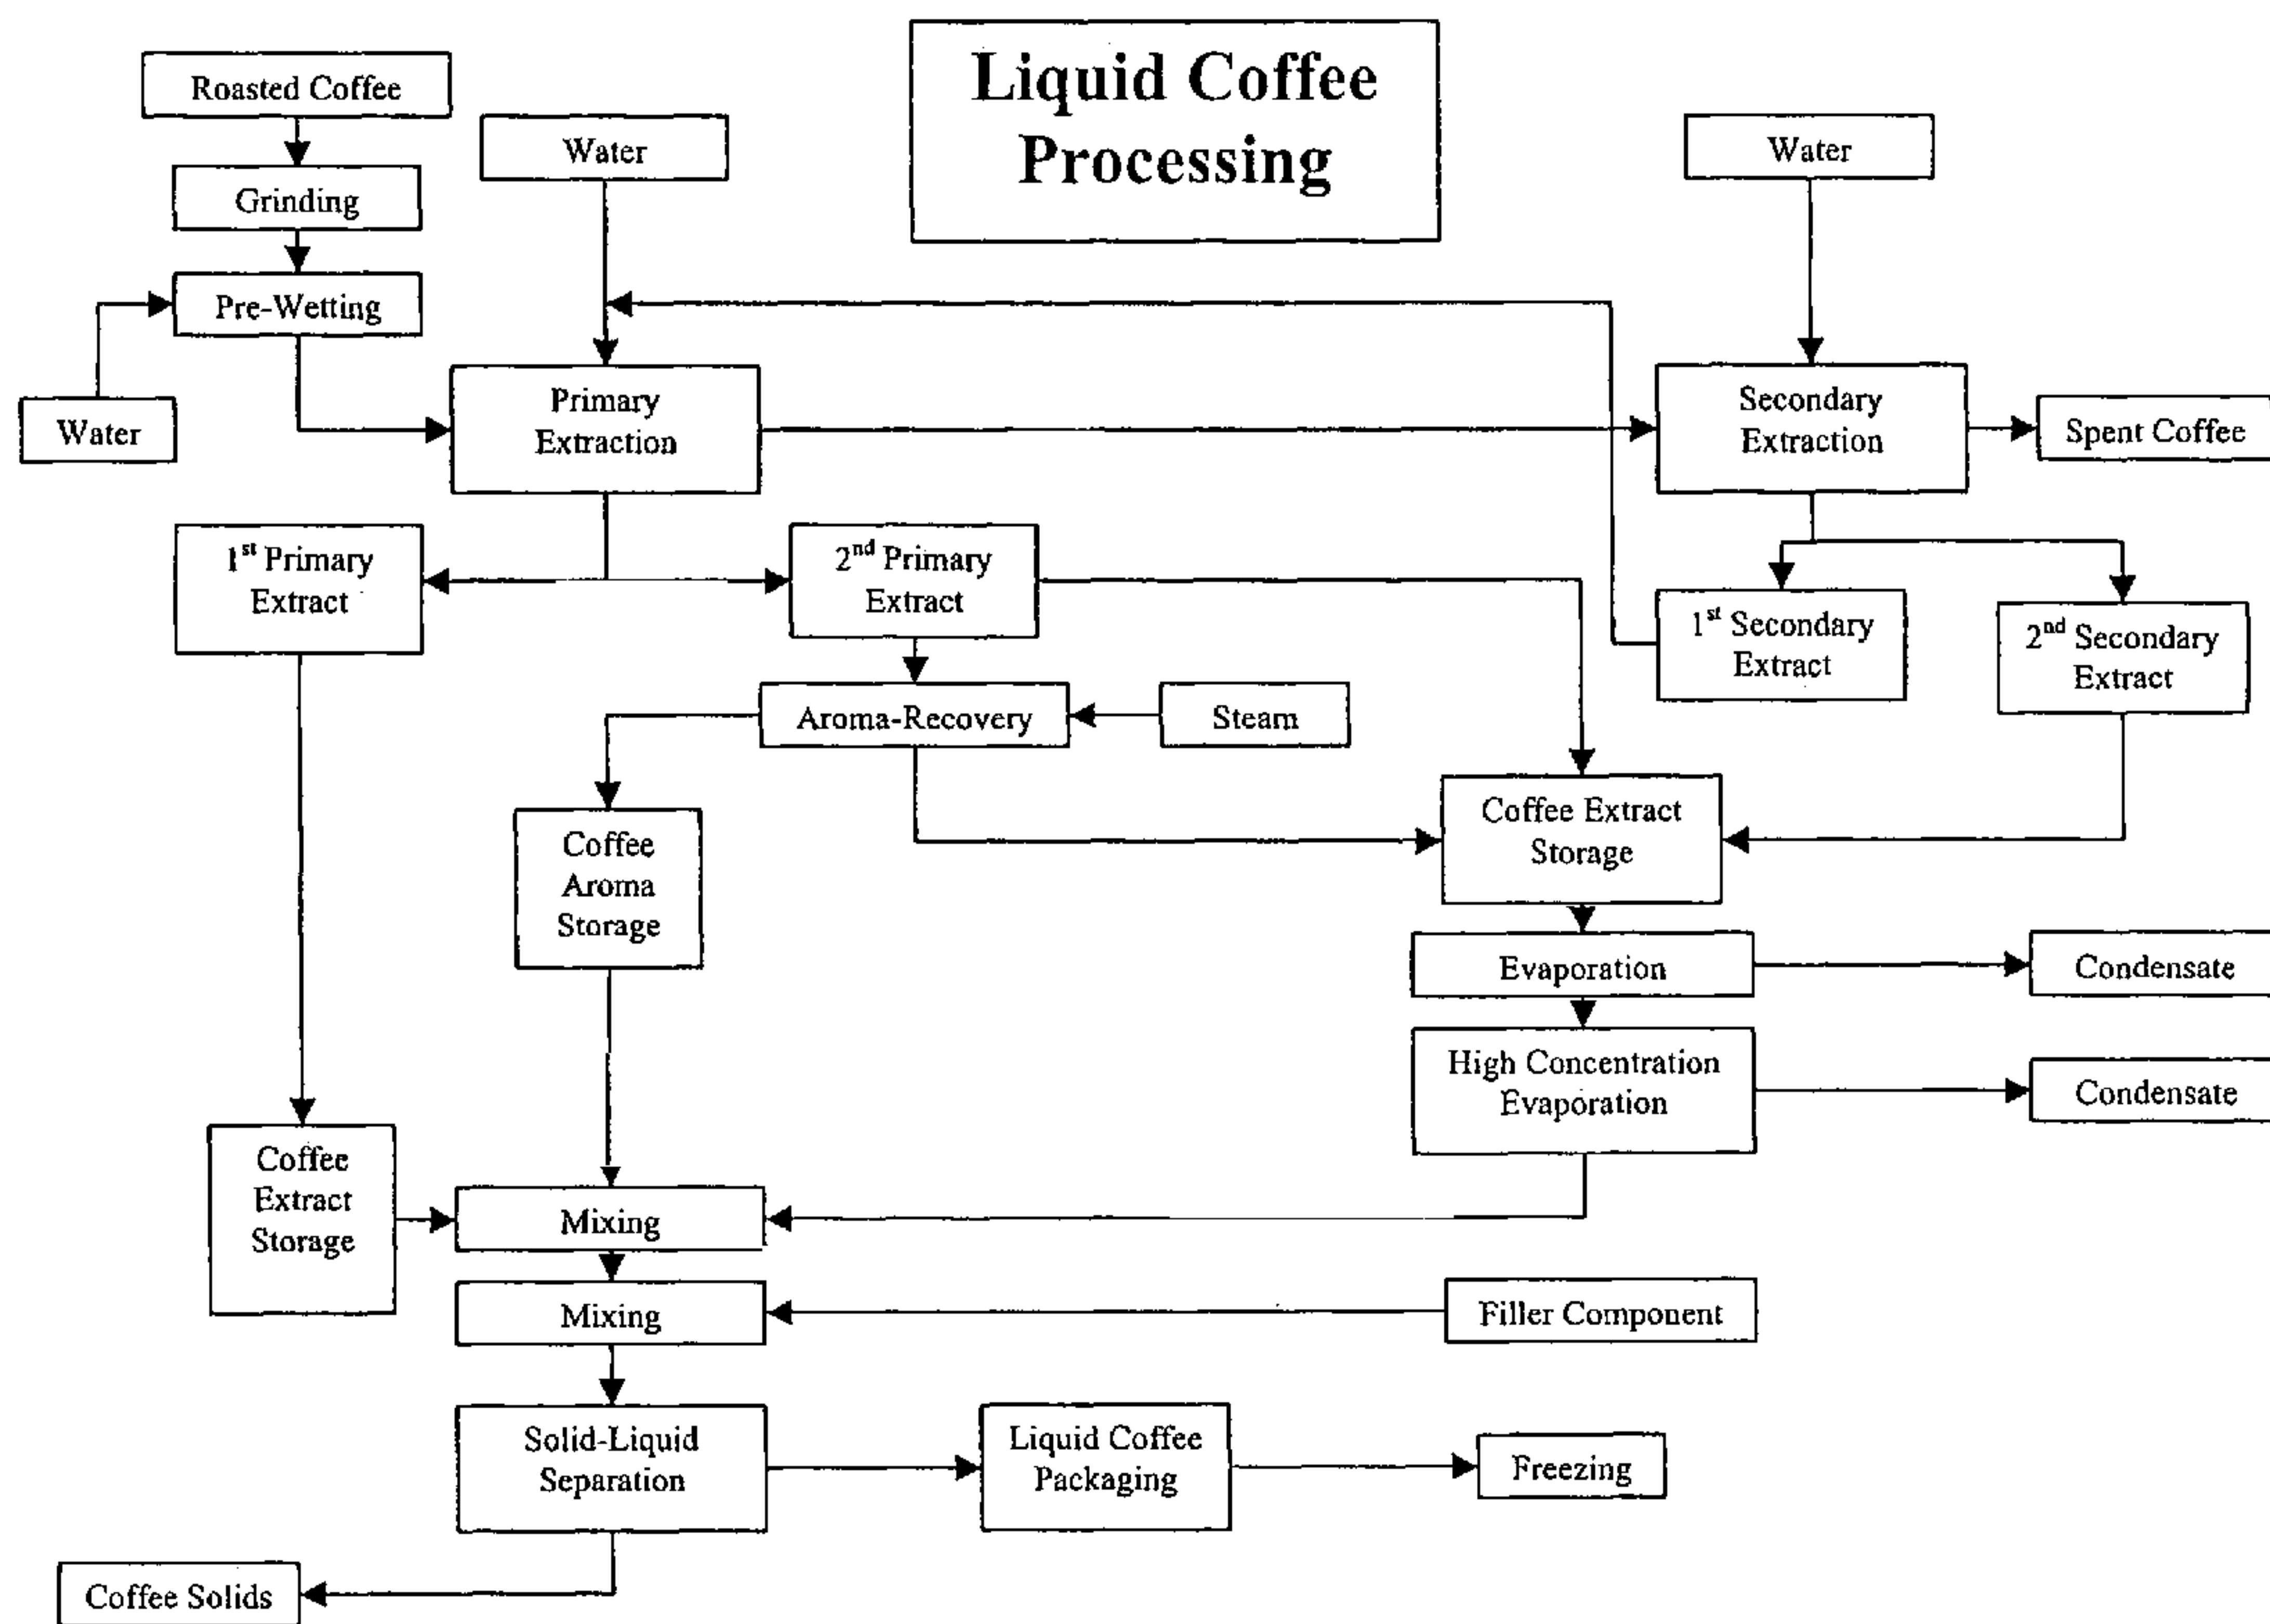 Liquid Coffee
Processing
Roasted Coffee
Water
Water
Grinding
Pre-Wetting
Water
Primary
Extraction
Secondary
Extraction
Spent Coffee
1st Primary
Extract
2nd Primary
Extract
1st Secondary
Extract
2nd Secondary
Extract
Aroma-Recovery
Steam
Coffee
Aroma
Storage
Coffee Extract
Storage
Evaporation
Condensate
High Concentration
Evaporation
Condensate
Coffee
Extract
Storage
Mixing
Mixing
Filler Component
Solid-Liquid
Separation
Liquid Coffee
Packaging
Freezing
Coffee Solids